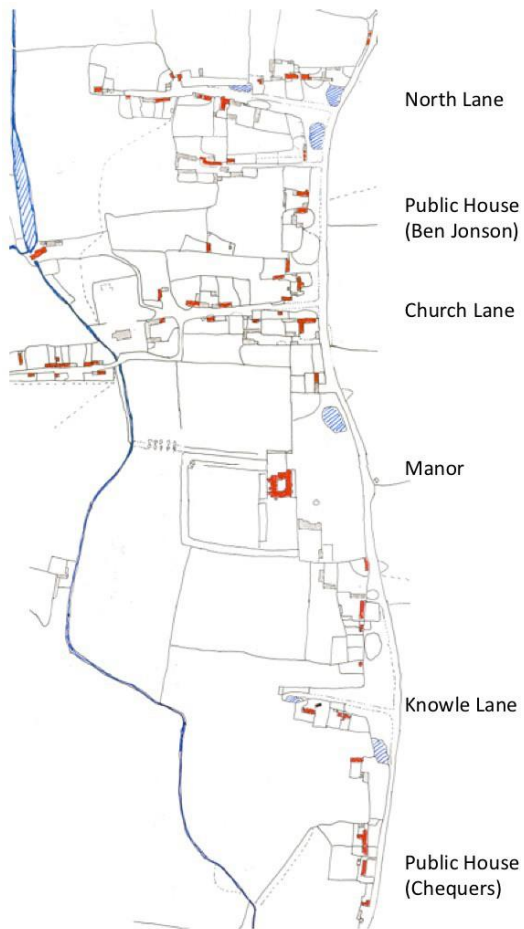 North Lane
Public House
(Ben Jonson)
Church Lane
Manor
Knowle Lane
Public House
(Chequers)